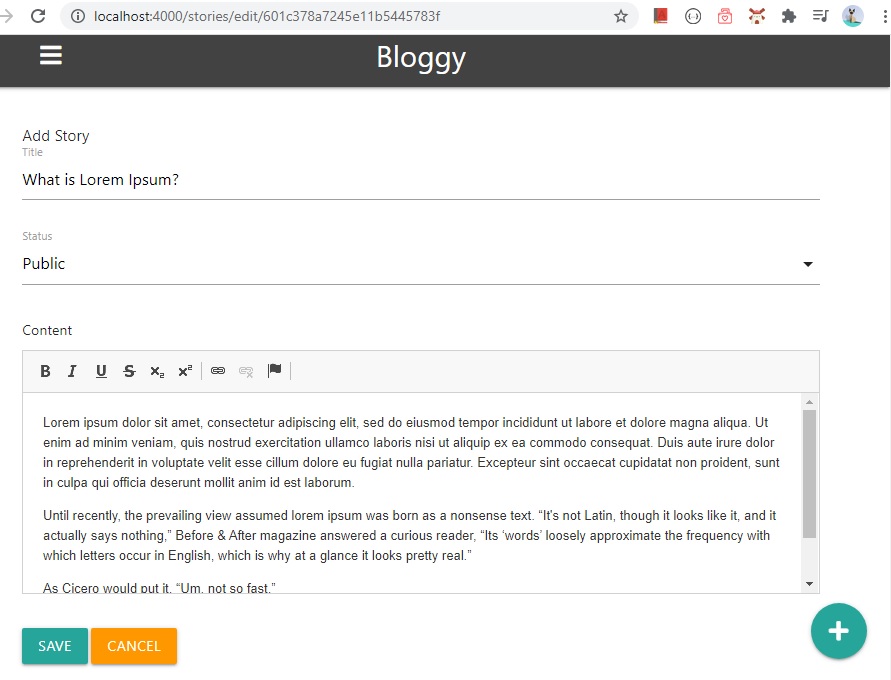 localhost:4000/stories/edit/601c378a7245e11b5445783f
Bloggy
Add Story
Title
What is Lorem Ipsum?
Status
Public
Content
B I U S x₂ x²
Lorem ipsum dolor sit amet, consectetur adipiscing elit, sed do eiusmod tempor incididunt ut labore et dolore magna aliqua. Ut
enim ad minim veniam, quis nostrud exercitation ullamco laboris nisi ut aliquip ex ea commodo consequat. Duis aute irure dolor
in reprehenderit in voluptate velit esse cillum dolore eu fugiat nulla pariatur. Excepteur sint occaecat cupidatat non proident, sunt
in culpa qui officia deserunt mollit anim id est laborum.
Until recently, the prevailing view assumed lorem ipsum was born as a nonsense text. “It’s not Latin, though it looks like it, and it
actually says nothing,” Before & After magazine answered a curious reader, “Its ‘words’ loosely approximate the frequency with
which letters occur in English, which is why at a glance it looks pretty real.”
As Cicero would put it, “Um, not so fast.”
SAVE CANCEL